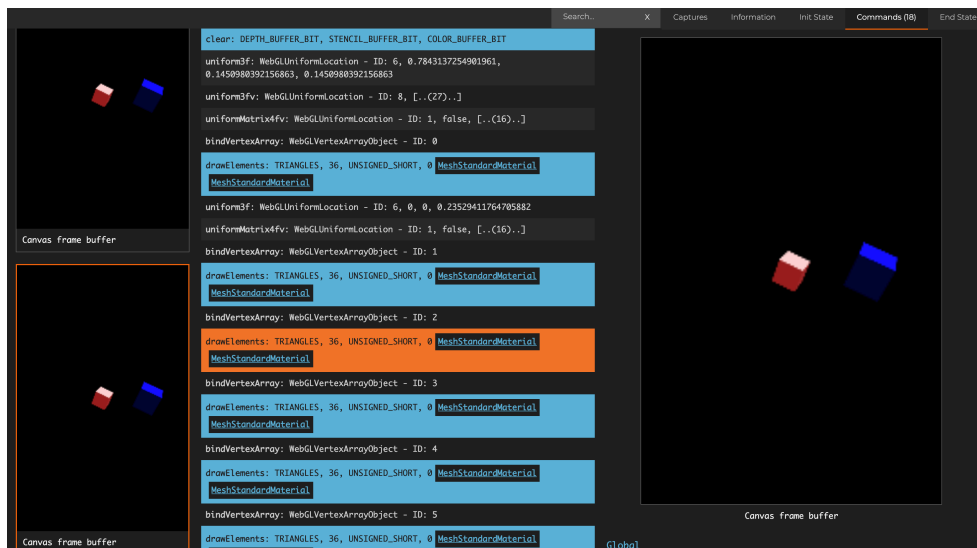 Search… X Captures Information Init State Commands (18) End State
clear: DEPTH_BUFFER_BIT, STENCIL_BUFFER_BIT, COLOR_BUFFER_BIT
uniform3f: WebGLUniformLocation - ID: 6, 0.7843137254901961,
0.1450980392156863, 0.1450980392156863
uniform3fv: WebGLUniformLocation - ID: 8, [..(27)..]
uniformMatrix4fv: WebGLUniformLocation - ID: 1, false, [..(16)..]
bindVertexArray: WebGLVertexArrayObject - ID: 0
drawElements: TRIANGLES, 36, UNSIGNED_SHORT, 0 MeshStandardMaterial
MeshStandardMaterial
uniform3f: WebGLUniformLocation - ID: 6, 0, 0, 0.23529411764705882
uniformMatrix4fv: WebGLUniformLocation - ID: 1, false, [..(16)..]
Canvas frame buffer
bindVertexArray: WebGLVertexArrayObject - ID: 1
drawElements: TRIANGLES, 36, UNSIGNED_SHORT, 0 MeshStandardMaterial
MeshStandardMaterial
bindVertexArray: WebGLVertexArrayObject - ID: 2
drawElements: TRIANGLES, 36, UNSIGNED_SHORT, 0 MeshStandardMaterial
MeshStandardMaterial
bindVertexArray: WebGLVertexArrayObject - ID: 3
drawElements: TRIANGLES, 36, UNSIGNED_SHORT, 0 MeshStandardMaterial
MeshStandardMaterial
bindVertexArray: WebGLVertexArrayObject - ID: 4
drawElements: TRIANGLES, 36, UNSIGNED_SHORT, 0 MeshStandardMaterial
MeshStandardMaterial
bindVertexArray: WebGLVertexArrayObject - ID: 5
drawElements: TRIANGLES, 36, UNSIGNED_SHORT, 0 MeshStandardMaterial
Canvas frame buffer
Canvas frame buffer
Global